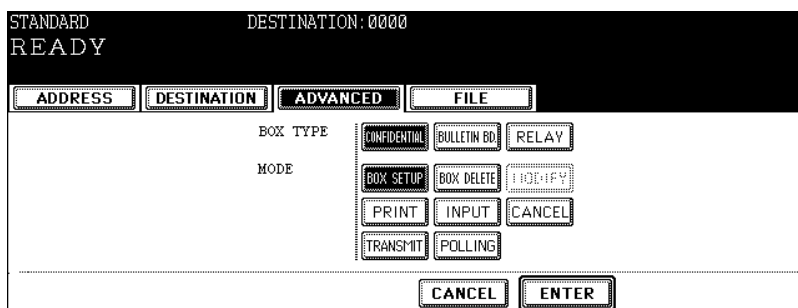 STANDARD DESTINATION:0000
READY
ADDRESS DESTINATION ADVANCED FILE
BOX TYPE CONFIDENTIAL BULLETIN BD. RELAY
MODE BOX SETUP BOX DELETE MODIFY
PRINT INPUT CANCEL
TRANSMIT POLLING
CANCEL ENTER